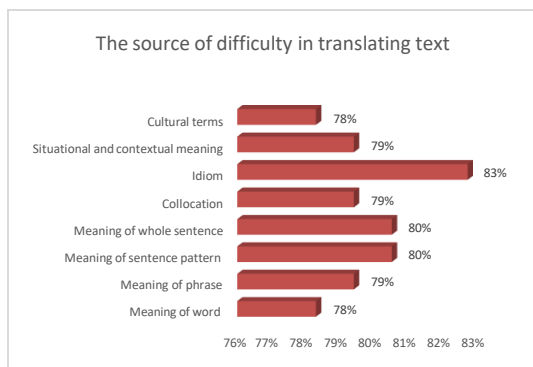 The source of difficulty in translating text
Cultural terms 78%
Situational and contextual meaning 79%
Idiom 83%
Collocation 79%
Meaning of whole sentence 80%
Meaning of sentence pattern 80%
Meaning of phrase 79%
Meaning of word 78%
76% 77% 78% 79% 80% 81% 82% 83%